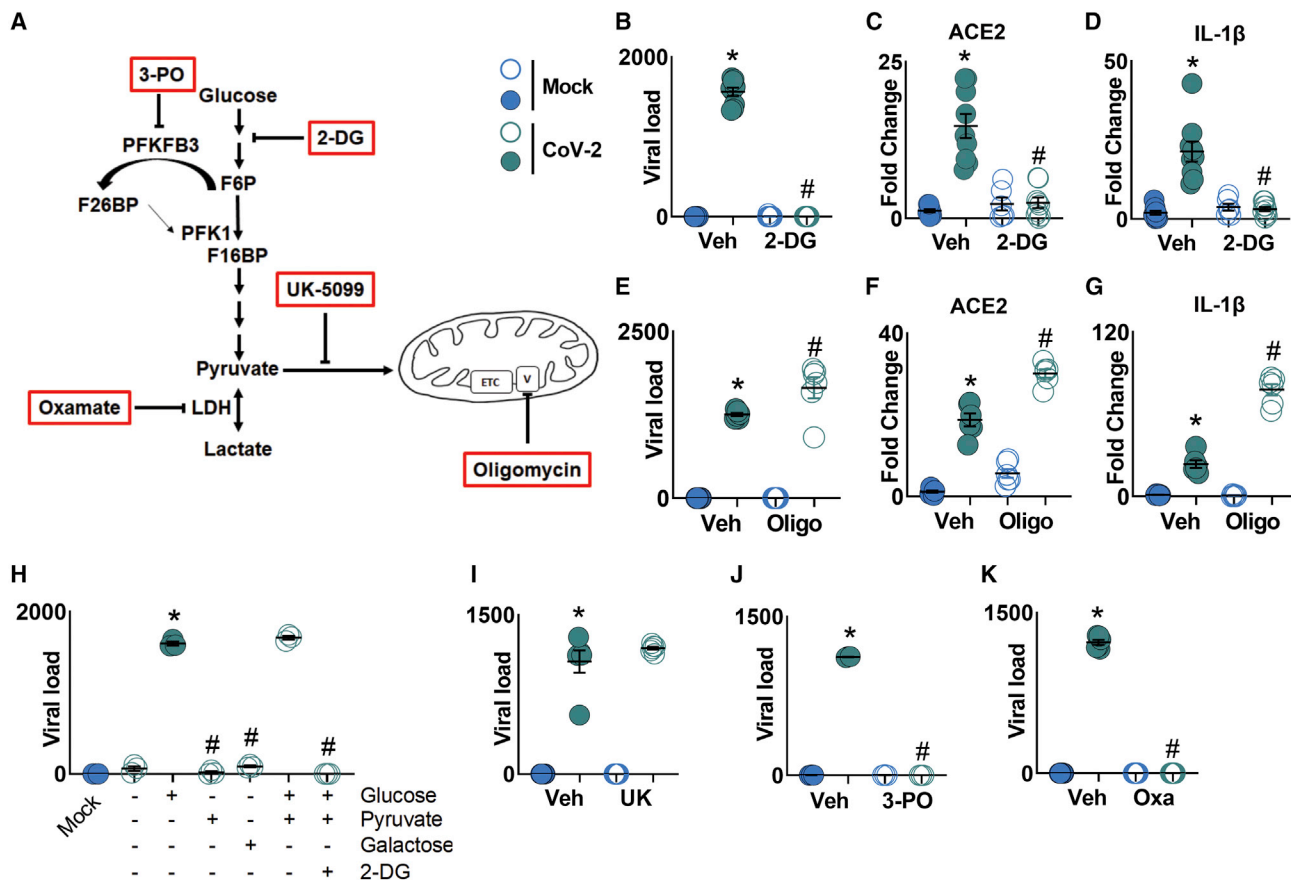 A
3-PO
Glucose
PFKFB3
2-DG
F6P
F26BP
PFK1
F16BP
UK-5099
Pyruvate
ETC
V
Oxamate
LDH
Lactate
Oligomycin
Mock
CoV-2
B
2000
*
Viral load
#
0
Veh 2-DG
C
ACE2
25
*
Fold Change
#
0
Veh 2-DG
D
IL-1β
50
*
Fold Change
#
0
Veh 2-DG
E
2500
#
*
Viral load
0
Veh Oligo
F
ACE2
40
#
*
Fold Change
0
Veh Oligo
G
IL-1β
120
#
*
Fold Change
0
Veh Oligo
H
2000
*
Viral load
# # #
0
Mock
- + - - + + Glucose
- - + - + + Pyruvate
- - - + - - Galactose
- - - - - + 2-DG
I
1500
*
Viral load
0
Veh UK
J
1500
*
Viral load
#
0
Veh 3-PO
K
1500
*
Viral load
#
0
Veh Oxa